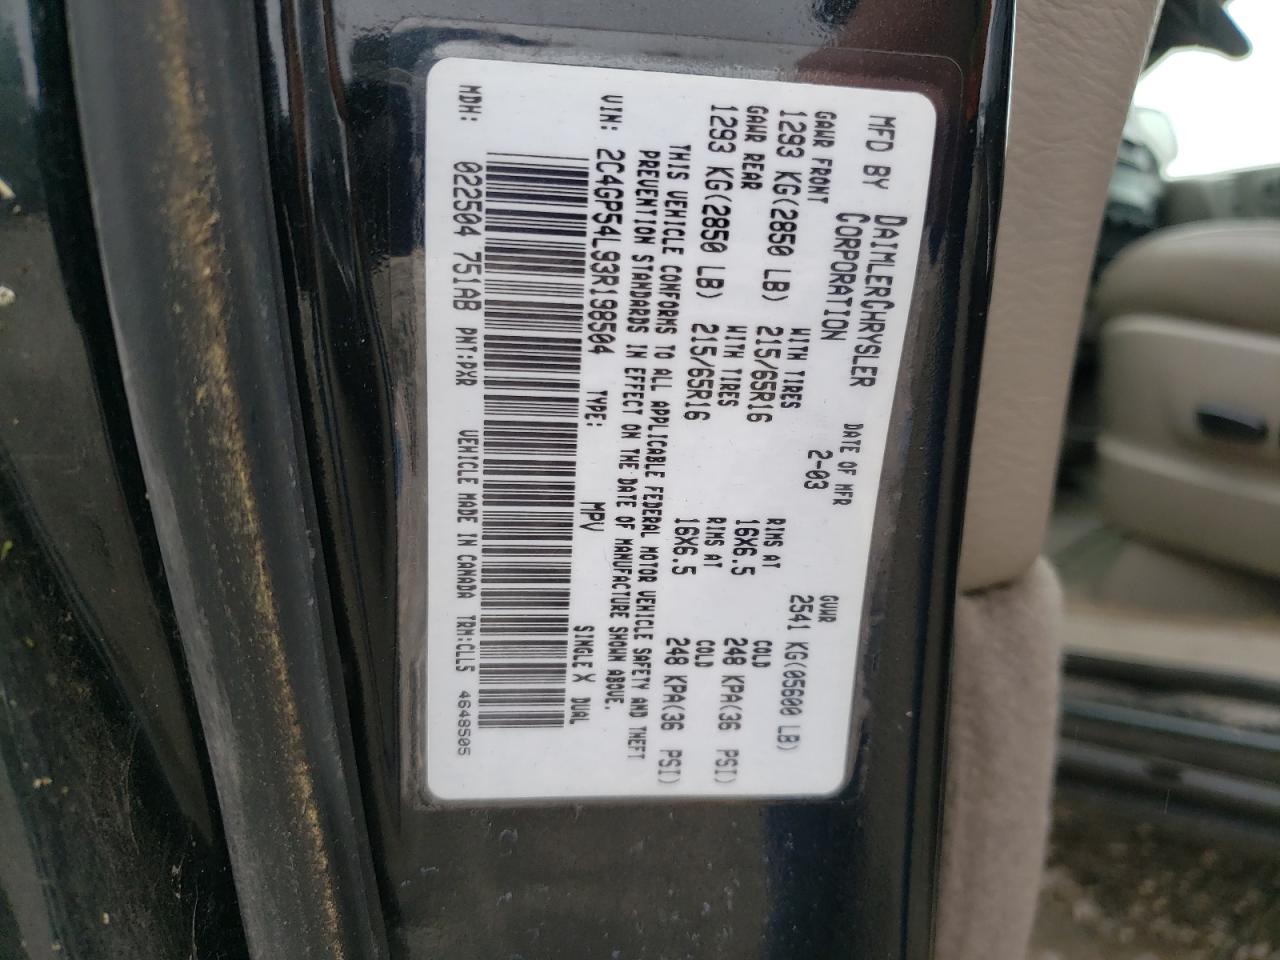 MFD BY DAIMLERCHRYSLER CORPORATION
DATE OF MFR 2-03
GVWR 2541 KG(05600 LB)
GAWR FRONT WITH TIRES RIMS AT COLD
1293 KG(2850 LB) 215/65R16 16X6.5 248 KPA(36 PSI)
GAWR REAR WITH TIRES RIMS AT COLD
1293 KG(2850 LB) 215/65R16 16X6.5 248 KPA(36 PSI)
THIS VEHICLE CONFORMS TO ALL APPLICABLE FEDERAL MOTOR VEHICLE SAFETY AND THEFT
PREVENTION STANDARDS IN EFFECT ON THE DATE OF MANUFACTURE SHOWN ABOVE.
VIN: 2C4GP54L93R198504 TYPE: MPV SINGLE X DUAL
MDH: 022504 751AB PNT:PXR VEHICLE MADE IN CANADA TRM:CLL5 4648505